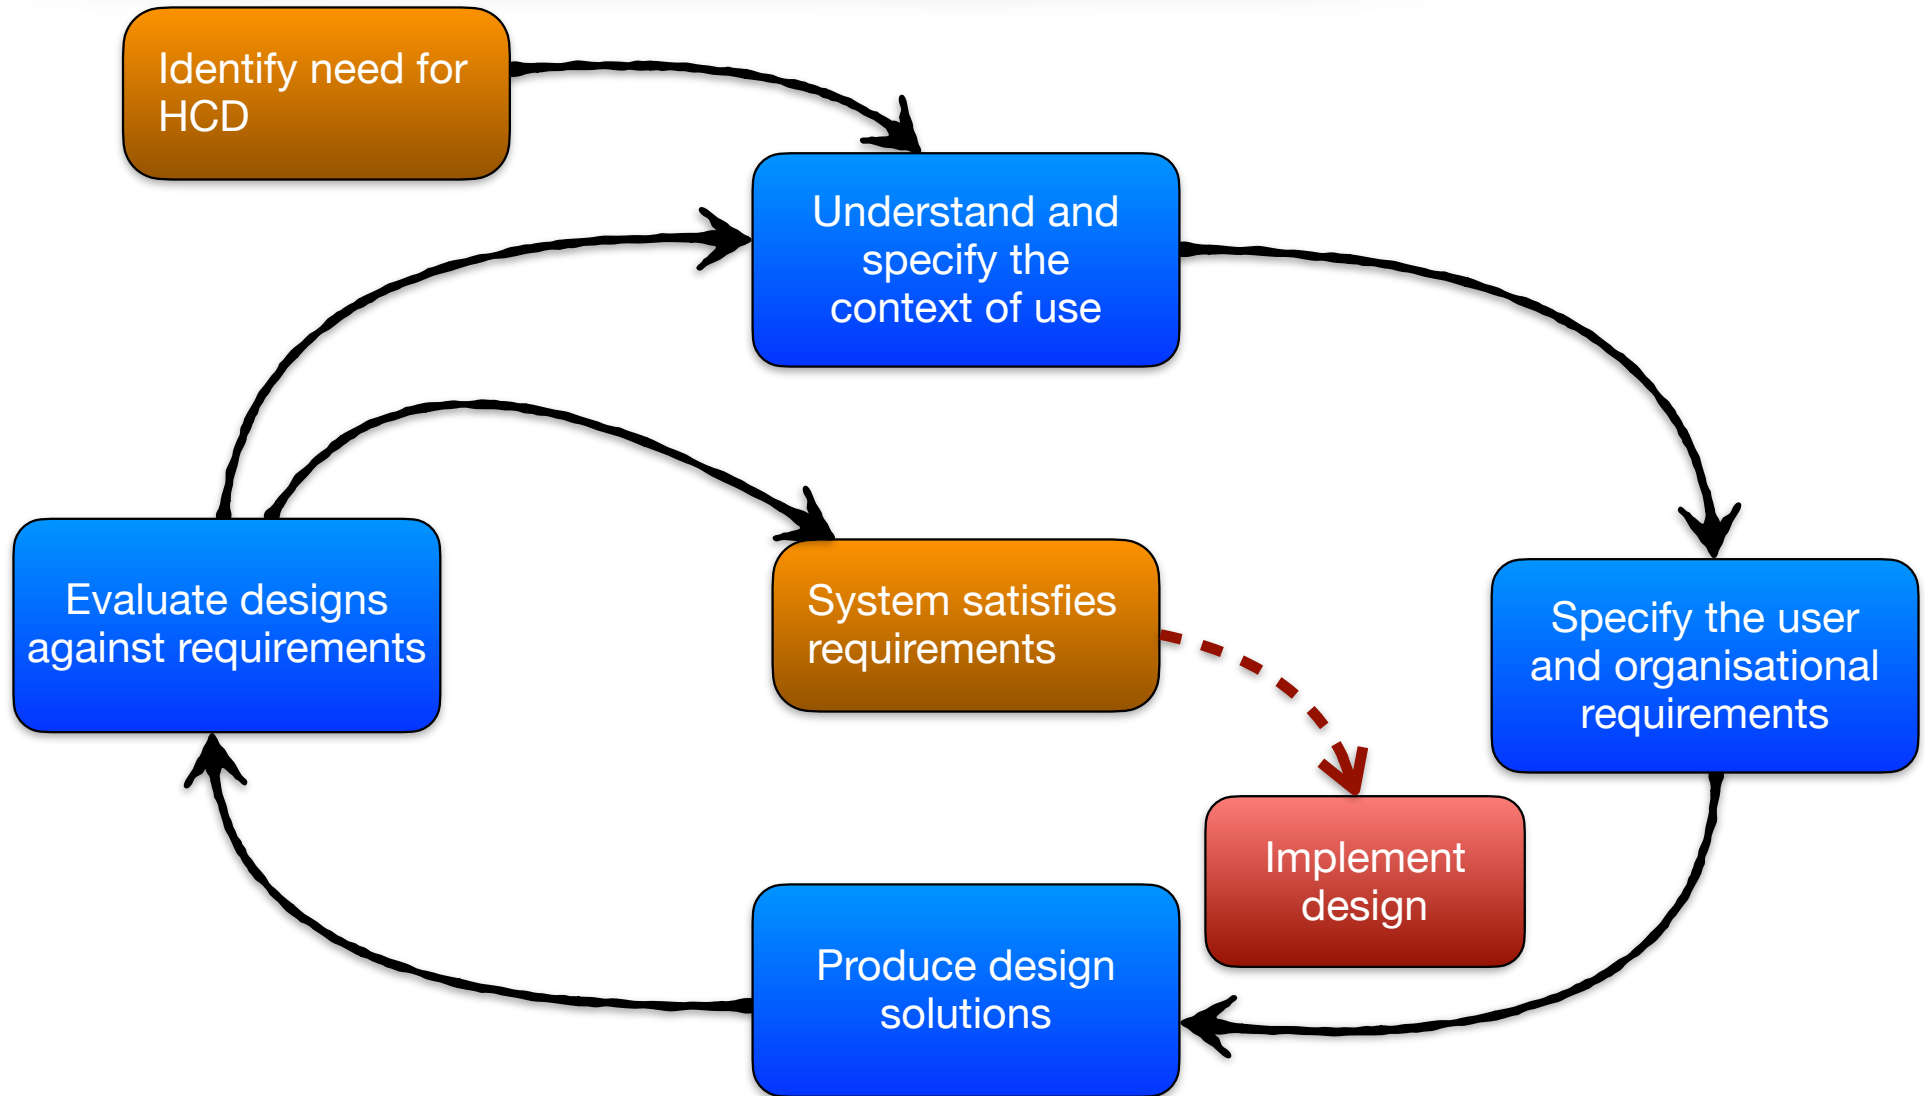 Identify need for
HCD
Understand and
specify the
context of use
Evaluate designs
against requirements
System satisfies
requirements
Specify the user
and organisational
requirements
Implement
design
Produce design
solutions